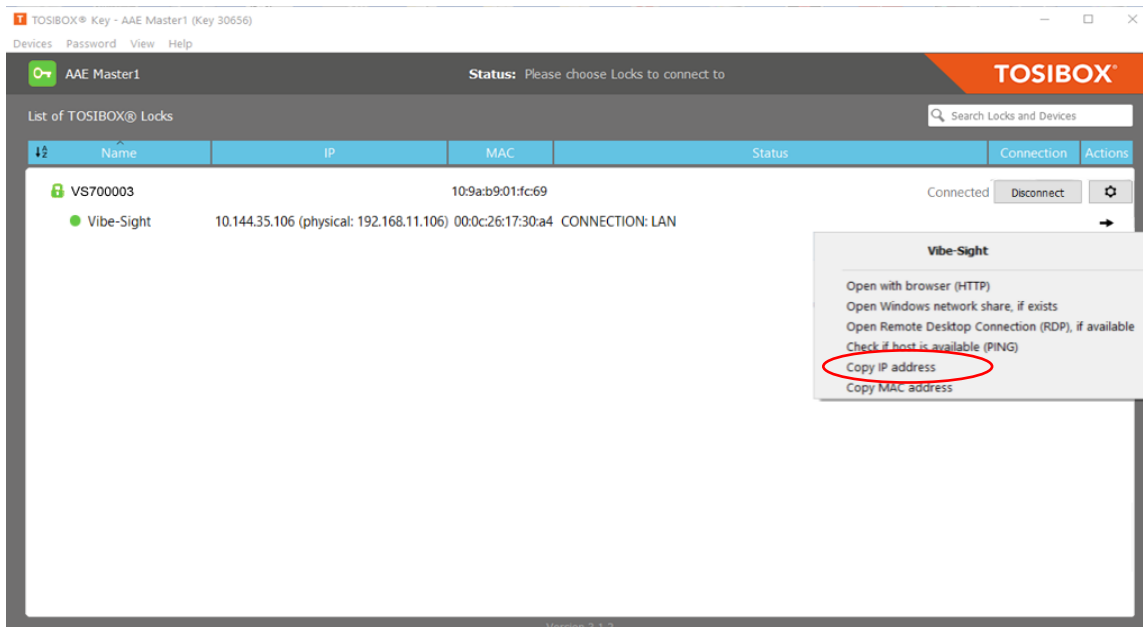 TOSIBOX® Key - AAE Master1 (Key 30656)
Devices Password View Help
AAE Master1 Status: Please choose Locks to connect to TOSIBOX®
List of TOSIBOX® Locks Search Locks and Devices
Name IP MAC Status Connection Actions
VS700003 10:9a:b9:01:fc:69 Connected Disconnect
Vibe-Sight 10.144.35.106 (physical: 192.168.11.106) 00:0c:26:17:30:a4 CONNECTION: LAN
Vibe-Sight
Open with browser (HTTP)
Open Windows network share, if exists
Open Remote Desktop Connection (RDP), if available
Check if host is available (PING)
Copy IP address
Copy MAC address